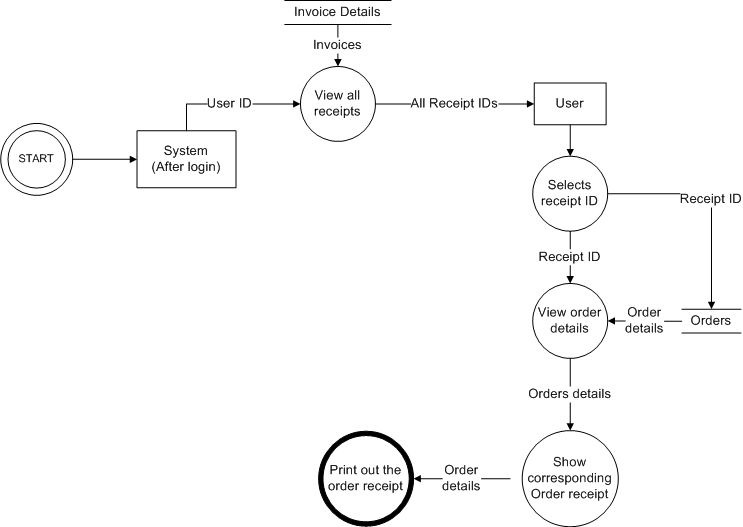 Invoice Details
Invoices
View all
receipts
User ID
All Receipt IDs
User
START
System
(After login)
Selects
receipt ID
Receipt ID
Receipt ID
View order
details
Order
details
Orders
Orders details
Print out the
order receipt
Order
details
Show
corresponding
Order receipt